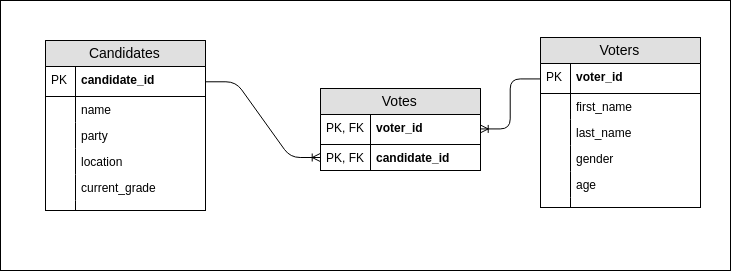 Candidates
PK candidate_id
name
party
location
current_grade
Votes
PK, FK voter_id
PK, FK candidate_id
Voters
PK voter_id
first_name
last_name
gender
age